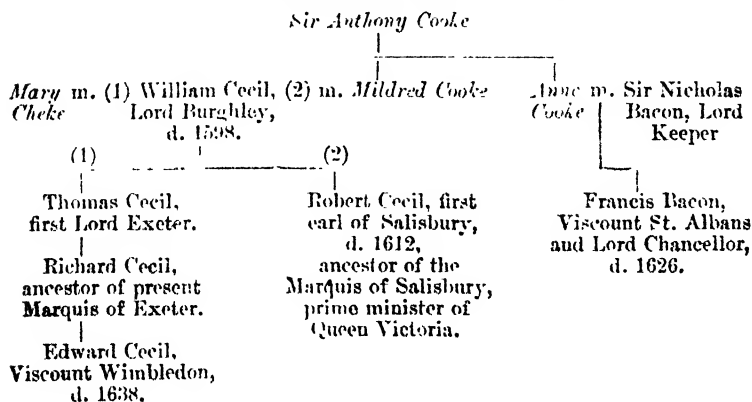 Sir Anthony Cooke
Mary m. (1) William Cecil, (2) m. Mildred Cooke Anne m. Sir Nicholas
Cheke Lord Burghley, Cooke Bacon, Lord
d. 1598. Keeper
(1) (2)
Thomas Cecil,
first Lord Exeter.
Richard Cecil,
ancestor of present
Marquis of Exeter.
Edward Cecil,
Viscount Wimbledon,
d. 1638.
Robert Cecil, first
earl of Salisbury,
d. 1612,
ancestor of the
Marquis of Salisbury,
prime minister of
Queen Victoria.
Francis Bacon,
Viscount St. Albans
and Lord Chancellor,
d. 1626.